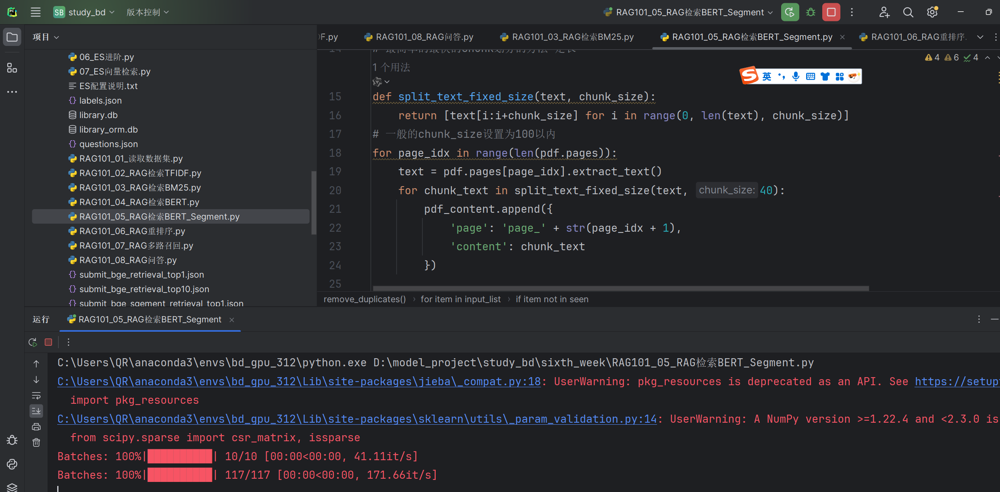 SB study_bd 版本控制 RAG101_05_RAG检索BERT_Segment
项目
F.py RAG101_08_RAG问答.py RAG101_03_RAG检索BM25.py RAG101_05_RAG检索BERT_Segment.py RAG101_06_RAG重排序.
06_ES进阶.py
07_ES向量检索.py
ES配置说明.txt
labels.json
library.db
library_orm.db
questions.json
RAG101_01_读取数据集.py
RAG101_02_RAG检索TFIDF.py
RAG101_03_RAG检索BM25.py
RAG101_04_RAG检索BERT.py
RAG101_05_RAG检索BERT_Segment.py
RAG101_06_RAG重排序.py
RAG101_07_RAG多路召回.py
RAG101_08_RAG问答.py
submit_bge_retrieval_top1.json
submit_bge_retrieval_top10.json
submit_bge_sgement_retrieval_top1.json
14 # 最简单的最快的chunk划分的方法 定长
4 6 4
1 个用法
英
15 def split_text_fixed_size(text, chunk_size):
16 return [text[i:i+chunk_size] for i in range(0, len(text), chunk_size)]
17 # 一般的chunk_size设置为100以内
18 for page_idx in range(len(pdf.pages)):
19 text = pdf.pages[page_idx].extract_text()
20 for chunk_text in split_text_fixed_size(text, chunk_size: 40):
21 pdf_content.append({
22 'page': 'page_' + str(page_idx + 1),
23 'content': chunk_text
24 })
25
remove_duplicates() › for item in input_list › if item not in seen
运行 RAG101_05_RAG检索BERT_Segment
C:\Users\QR\anaconda3\envs\bd_gpu_312\python.exe D:\model_project\study_bd\sixth_week\RAG101_05_RAG检索BERT_Segment.py
C:\Users\QR\anaconda3\envs\bd_gpu_312\Lib\site-packages\jieba\_compat.py:18: UserWarning: pkg_resources is deprecated as an API. See https://setup
import pkg_resources
C:\Users\QR\anaconda3\envs\bd_gpu_312\Lib\site-packages\sklearn\utils\_param_validation.py:14: UserWarning: A NumPy version >=1.22.4 and <2.3.0 is
from scipy.sparse import csr_matrix, issparse
Batches: 100%|██████████| 10/10 [00:00<00:00, 41.11it/s]
Batches: 100%|██████████| 117/117 [00:00<00:00, 171.66it/s]